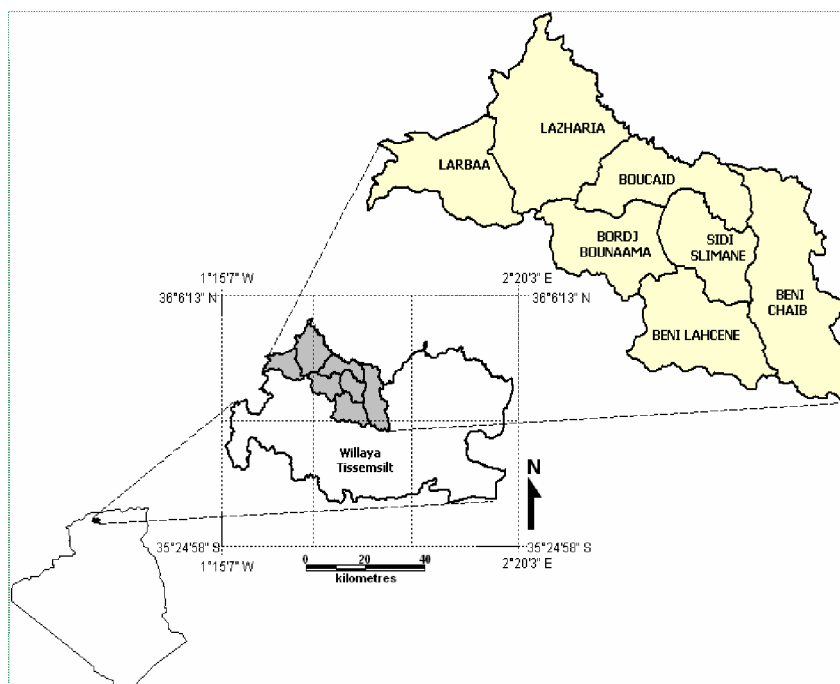 LAZHARIA
LARBAA
BOUCAID
BORDJ
BOUNAAMA
SIDI
SLIMANE
BENI
CHAIB
BENI LAHCENE
1°15'7" W
2°20'3" E
36°6'13" N
36°6'13" N
Willaya
Tissemsilt
N
35°24'58" S
35°24'58" S
1°15'7" W
2°20'3" E
0 20 40
kilometres